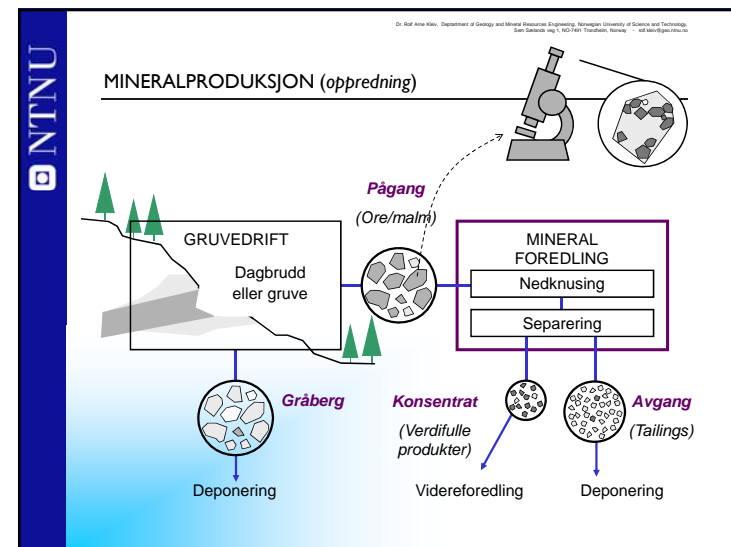 Dr. Rolf Arne Kleiv, Department of Geology and Mineral Resources Engineering, Norwegian University of Science and Technology,
Sem Sælands veg 1, NO-7491 Trondheim, Norway - rolf.kleiv@geo.ntnu.no
NTNU
MINERALPRODUKSJON (oppredning)
Pågang
(Ore/malm)
GRUVEDRIFT
Dagbrudd
eller gruve
MINERAL
FOREDLING
Nedknusing
Separering
Gråberg
Konsentrat
(Verdifulle
produkter)
Avgang
(Tailings)
Deponering
Videreforedling
Deponering